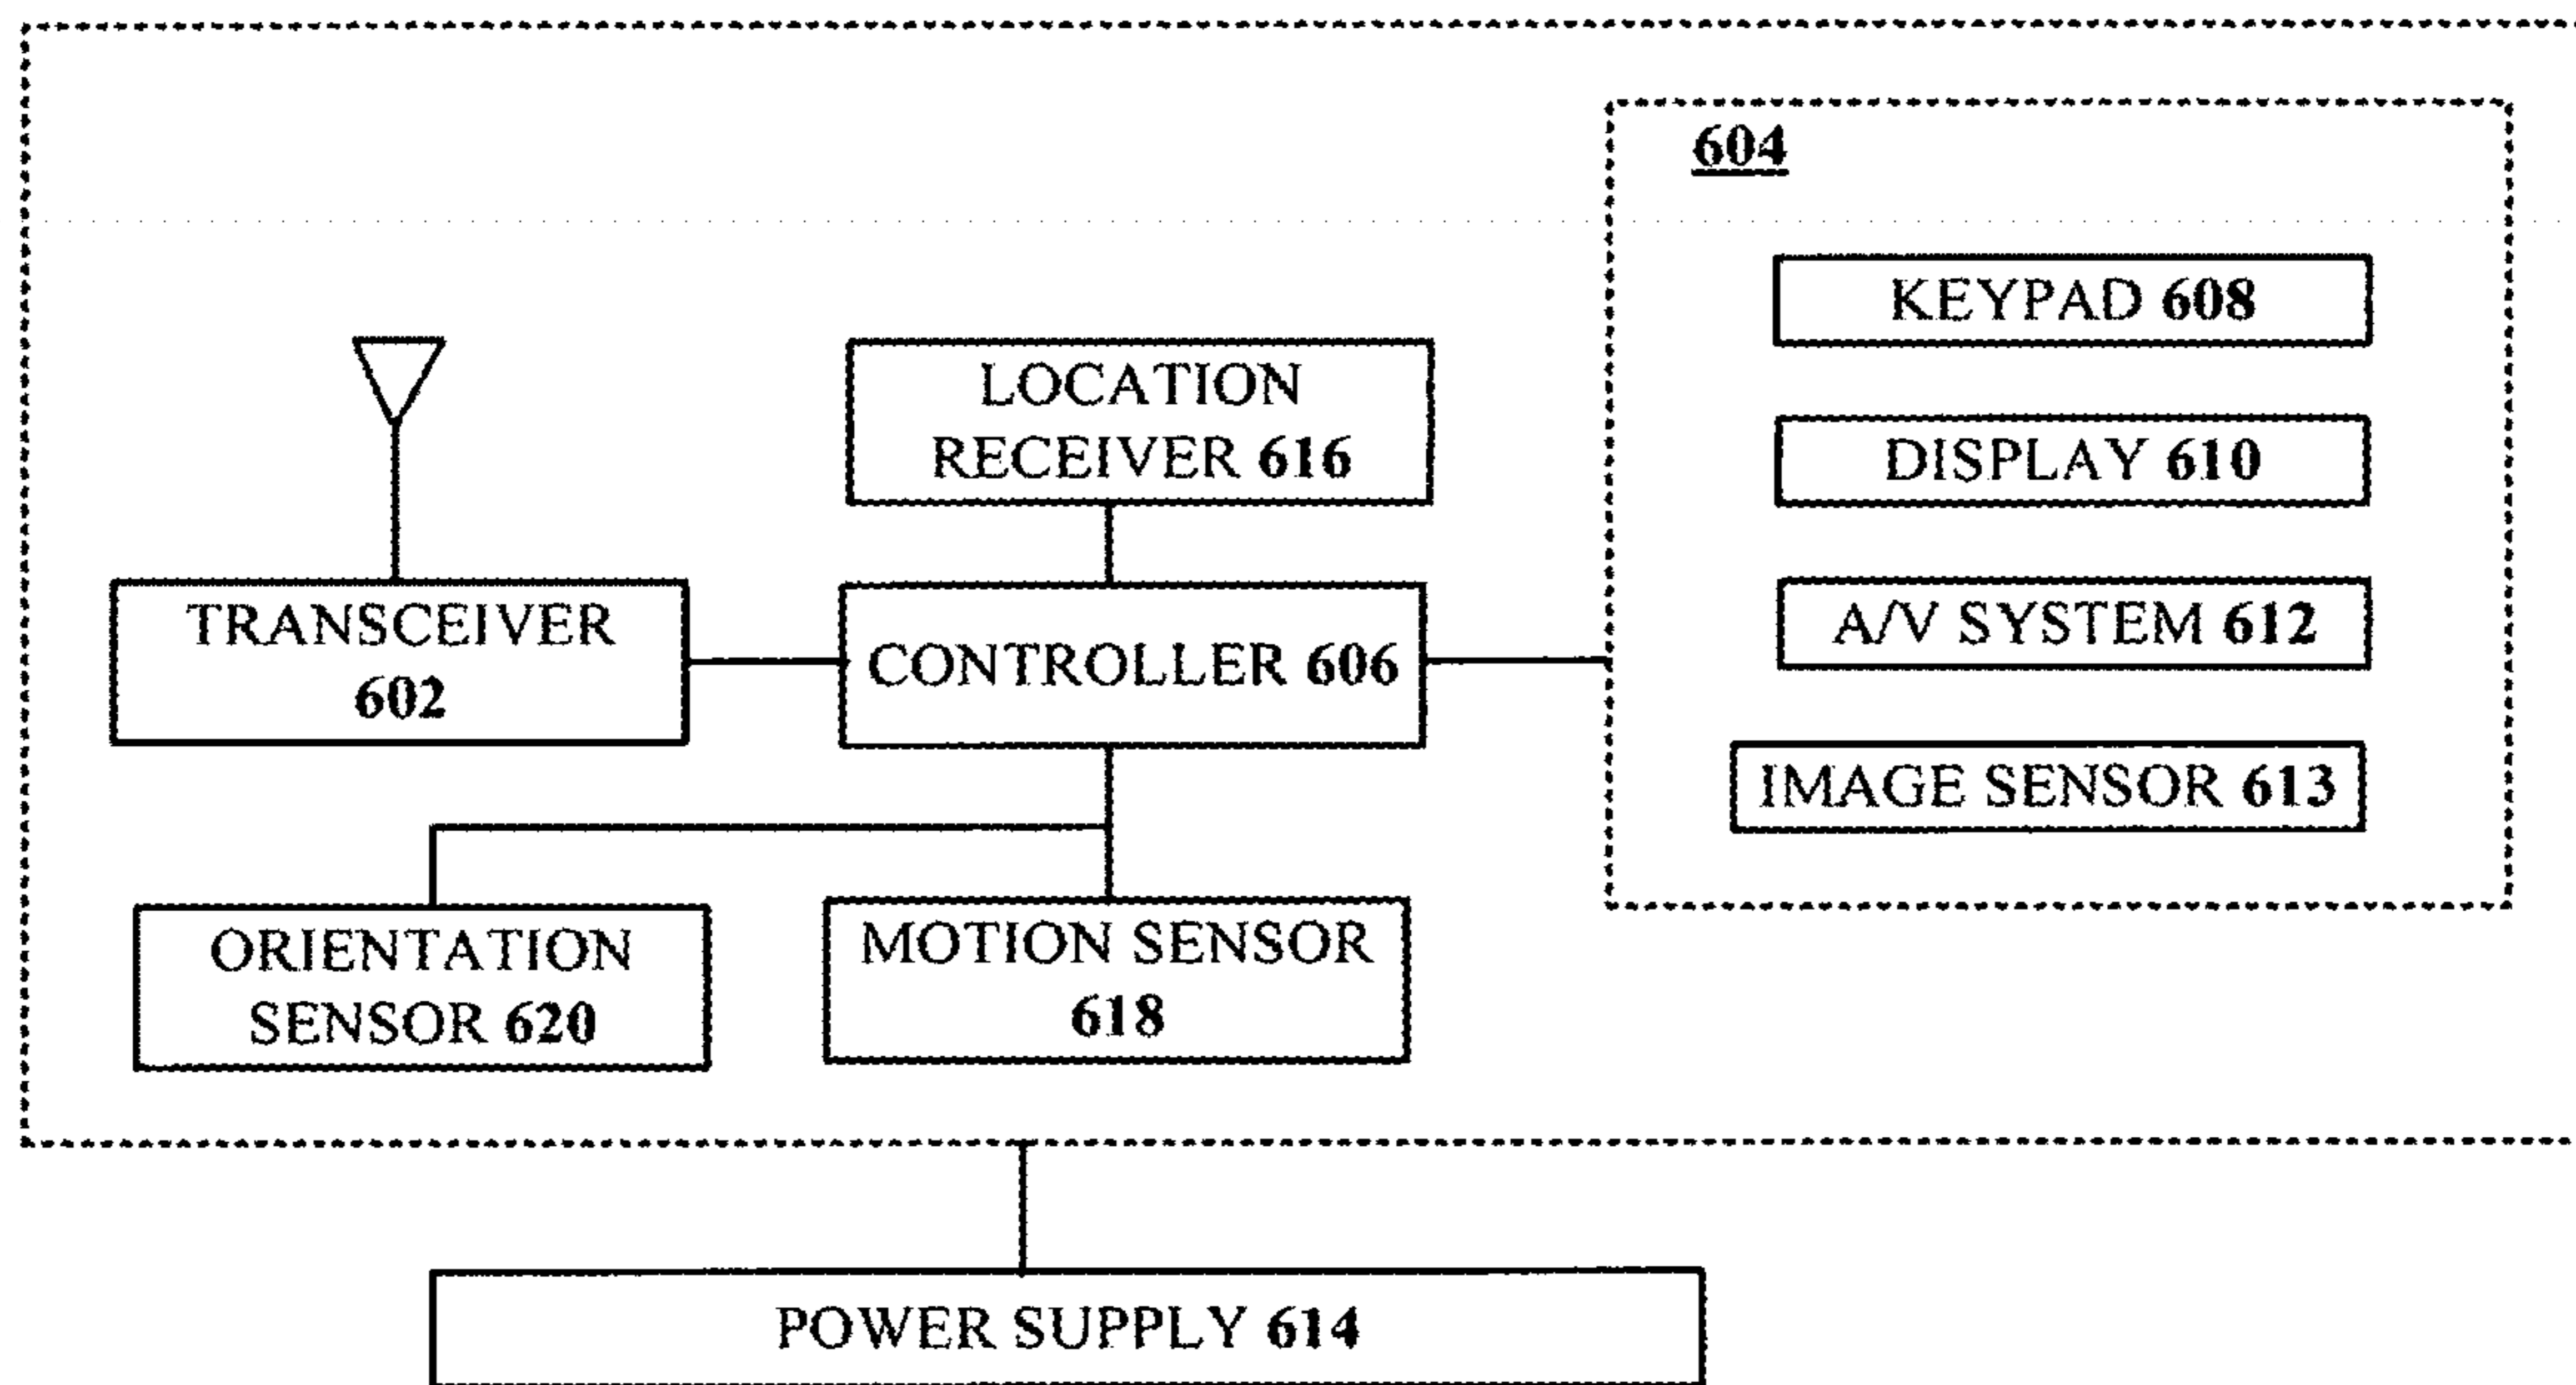 604
KEYPAD 608
DISPLAY 610
A/V SYSTEM 612
IMAGE SENSOR 613
LOCATION
RECEIVER 616
TRANSCEIVER
602
CONTROLLER 606
ORIENTATION
SENSOR 620
MOTION SENSOR
618
POWER SUPPLY 614